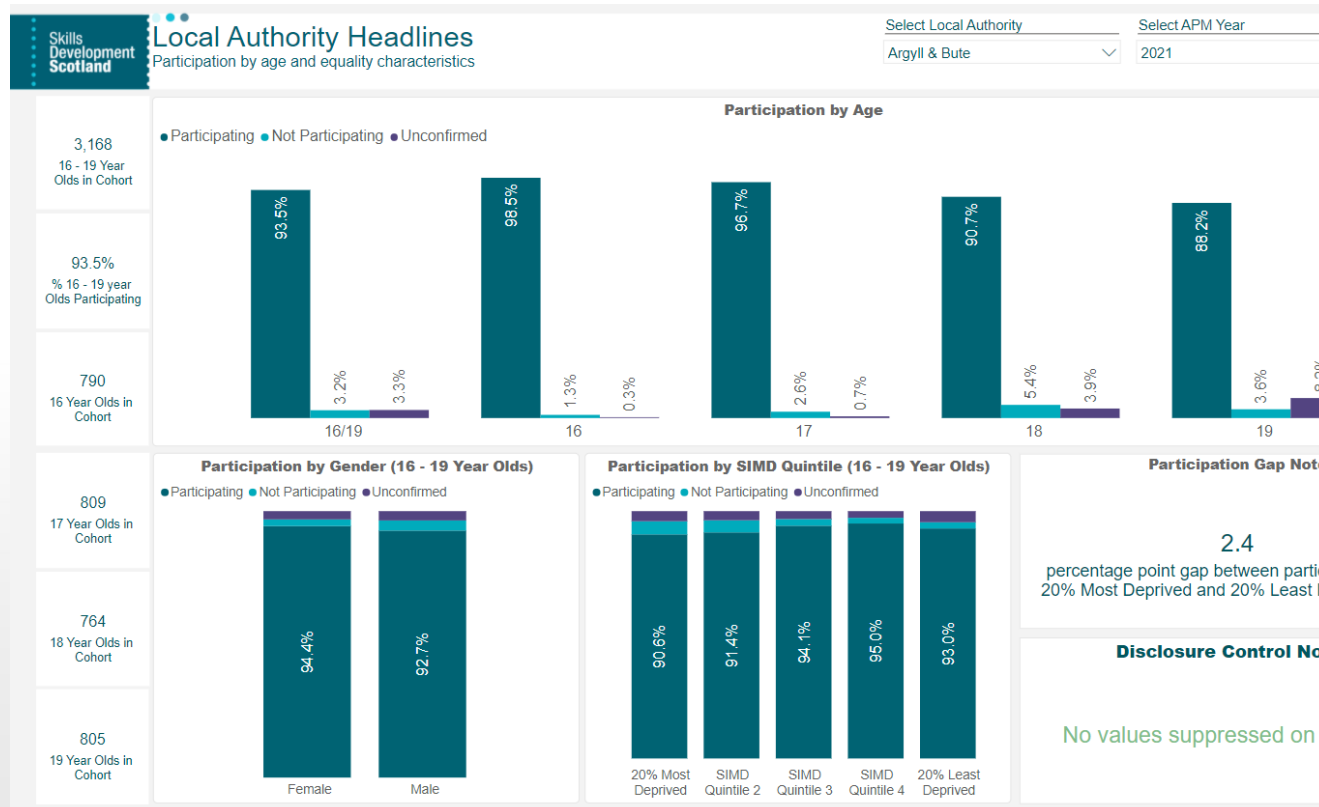 Skills
Development
Scotland
Local Authority Headlines
Participation by age and equality characteristics
Select Local Authority
Argyll & Bute
Select APM Year
2021
3,168
16 - 19 Year
Olds in Cohort
93.5%
% 16 - 19 year
Olds Participating
790
16 Year Olds in
Cohort
809
17 Year Olds in
Cohort
764
18 Year Olds in
Cohort
805
19 Year Olds in
Cohort
Participation by Age
Participating Not Participating Unconfirmed
93.5% 3.2% 3.3%
98.5% 1.3% 0.3%
96.7% 2.6% 0.7%
90.7% 5.4% 3.9%
88.2% 3.6%
16/19 16 17 18 19
Participation by Gender (16 - 19 Year Olds)
Participating Not Participating Unconfirmed
94.4% 92.7%
Female Male
Participation by SIMD Quintile (16 - 19 Year Olds)
Participating Not Participating Unconfirmed
90.6% 91.4% 94.1% 95.0% 93.0%
20% Most
Deprived
SIMD
Quintile 2
SIMD
Quintile 3
SIMD
Quintile 4
20% Least
Deprived
Participation Gap
2.4
percentage point gap between
20% Most Deprived and 20% Least
Disclosure Control
No values suppressed on